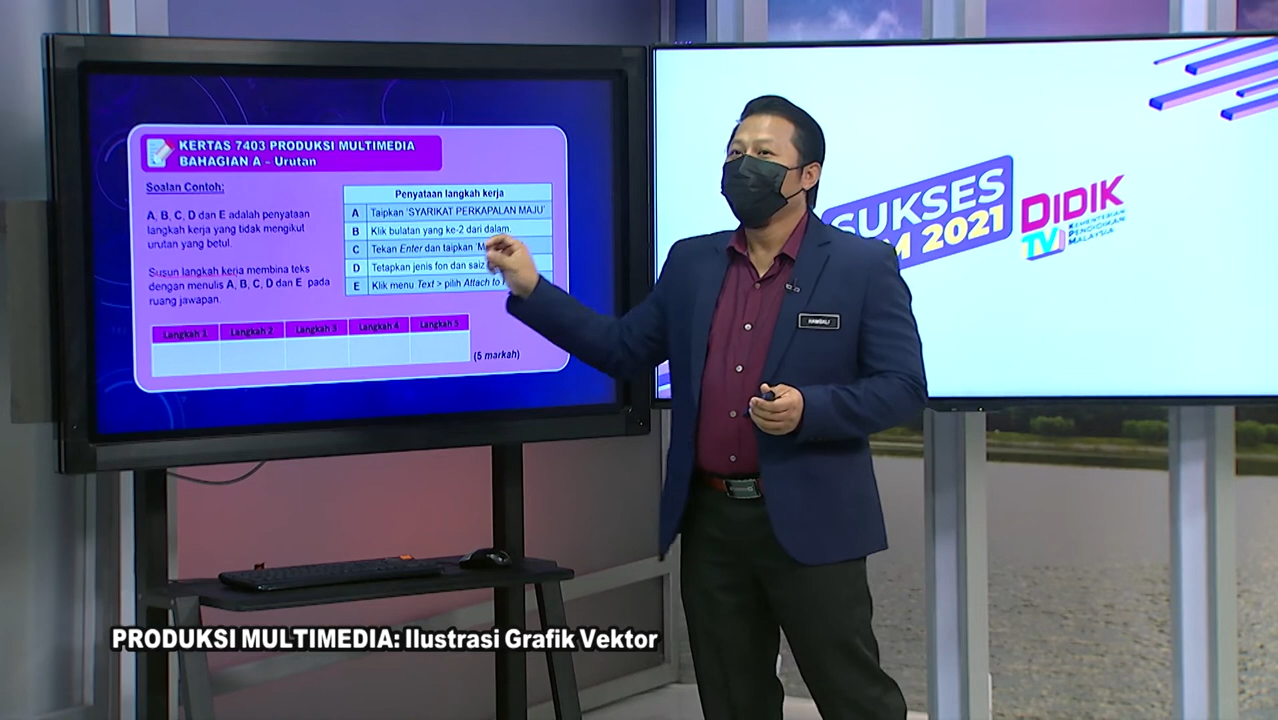 KERTAS 7403 PRODUKSI MULTIMEDIA
BAHAGIAN A – Urutan
Soalan Contoh:
A, B, C, D dan E adalah penyataan
langkah kerja yang tidak mengikut
urutan yang betul.
Susun langkah kerja membina teks
dengan menulis A, B, C, D dan E pada
ruang jawapan.
Penyataan langkah kerja
A Taipkan 'SYARIKAT PERKAPALAN MAJU'
B Klik bulatan yang ke-2 dari dalam.
C Tekan Enter dan taipkan
D Tetapkan jenis fon dan saiz
E Klik menu Text > pilih Attach to
Langkah 1 Langkah 2 Langkah 3 Langkah 4 Langkah 5
(5 markah)
SUKSES
2021
DIDIK
TV
KEMENTERIAN
PENDIDIKAN
MALAYSIA
PRODUKSI MULTIMEDIA: Ilustrasi Grafik Vektor